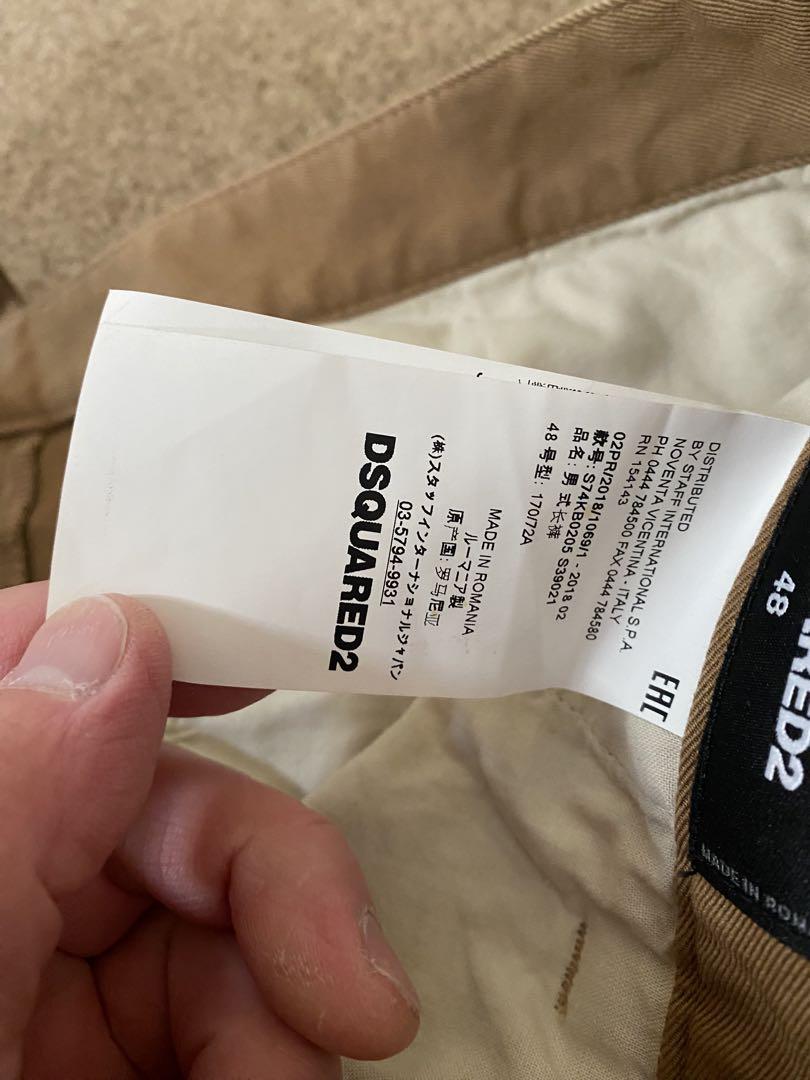 DISTRIBUTED
BY STAFF INTERNATIONAL S.P.A.
NOVENTA VICENTINA - ITALY
PH 0444 784500 FAX 0444 784580
RN 154143
02PR/2018/1069/1 - 2018 02
款号: S74KB0205 S39021
品名: 男式长裤
48 号型: 170/72A
EAC
MADE IN ROMANIA
ルーマニア製
原产国: 罗马尼亚
(株)スタッフインターナショナルジャパン
03-5794-9931
DSQUARED2
48
RED2
MADE IN ROM